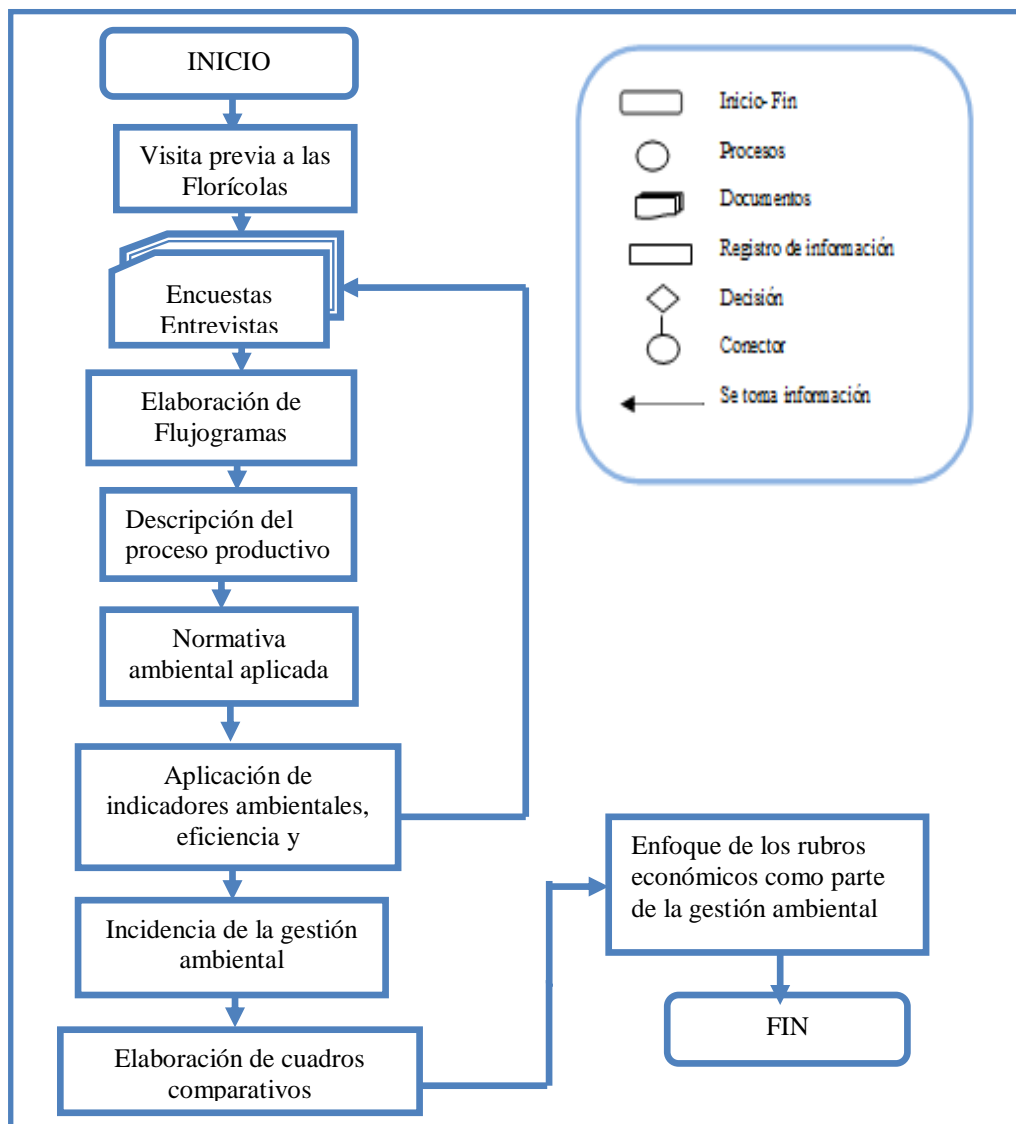 INICIO
Visita previa a las
Florícolas
Encuestas
Entrevistas
Elaboración de
Flujogramas
Descripción del
proceso productivo
Normativa
ambiental aplicada
Aplicación de
indicadores ambientales,
eficiencia y
Incidencia de la gestión
ambiental
Elaboración de cuadros
comparativos
Enfoque de los rubros
económicos como parte
de la gestión ambiental
FIN
Inicio- Fin
Procesos
Documentos
Registro de información
Decisión
Conector
Se toma información